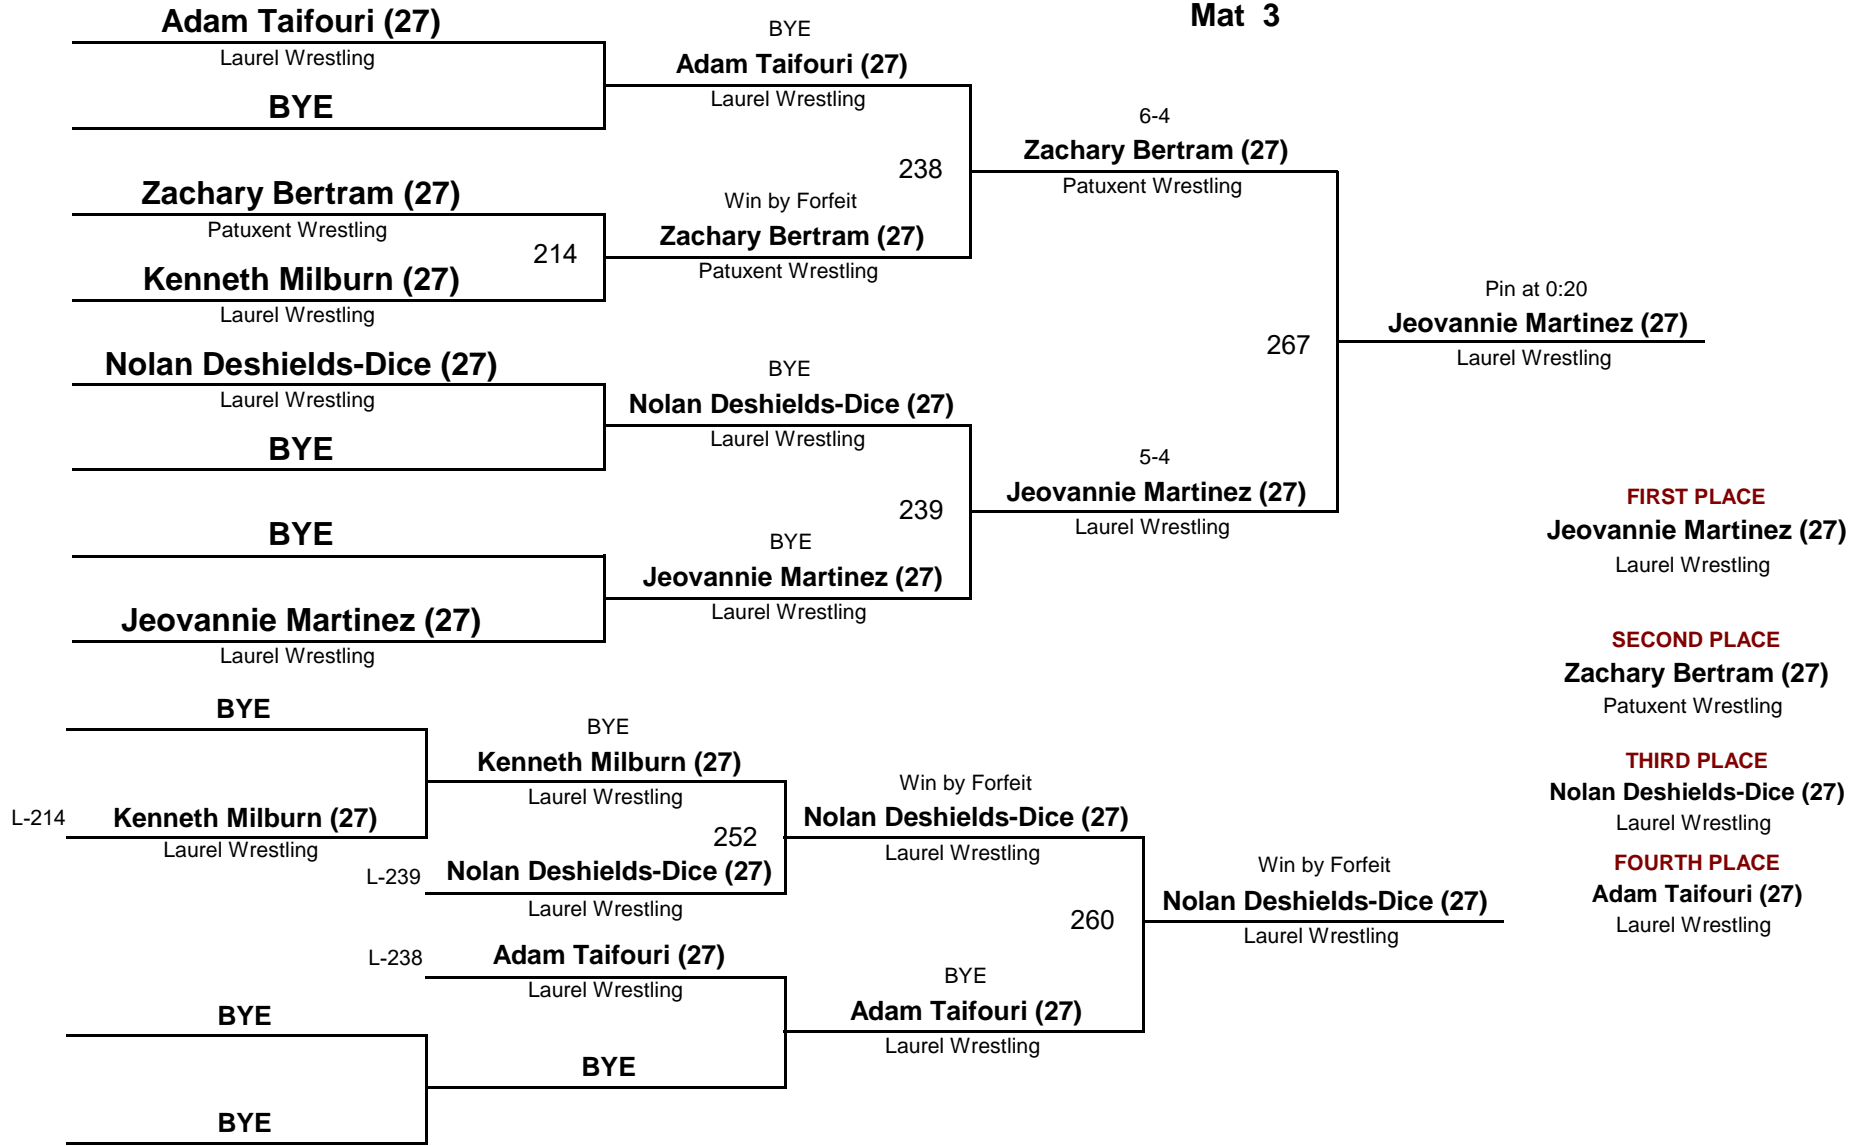 Mat 3
Adam Taifouri (27)
Laurel Wrestling
BYE
Zachary Bertram (27)
Patuxent Wrestling
214
Kenneth Milburn (27)
Laurel Wrestling
Nolan Deshields-Dice (27)
Laurel Wrestling
BYE
BYE
Jeovannie Martinez (27)
Laurel Wrestling
BYE
Adam Taifouri (27)
Laurel Wrestling
238
Win by Forfeit
Zachary Bertram (27)
Patuxent Wrestling
BYE
Nolan Deshields-Dice (27)
Laurel Wrestling
239
BYE
Jeovannie Martinez (27)
Laurel Wrestling
6-4
Zachary Bertram (27)
Patuxent Wrestling
267
5-4
Jeovannie Martinez (27)
Laurel Wrestling
Pin at 0:20
Jeovannie Martinez (27)
Laurel Wrestling
BYE
L-214
Kenneth Milburn (27)
Laurel Wrestling
BYE
BYE
BYE
Kenneth Milburn (27)
Laurel Wrestling
252
L-239
Nolan Deshields-Dice (27)
Laurel Wrestling
L-238
Adam Taifouri (27)
Laurel Wrestling
BYE
Win by Forfeit
Nolan Deshields-Dice (27)
Laurel Wrestling
260
BYE
Adam Taifouri (27)
Laurel Wrestling
Win by Forfeit
Nolan Deshields-Dice (27)
Laurel Wrestling
FIRST PLACE
Jeovannie Martinez (27)
Laurel Wrestling
SECOND PLACE
Zachary Bertram (27)
Patuxent Wrestling
THIRD PLACE
Nolan Deshields-Dice (27)
Laurel Wrestling
FOURTH PLACE
Adam Taifouri (27)
Laurel Wrestling